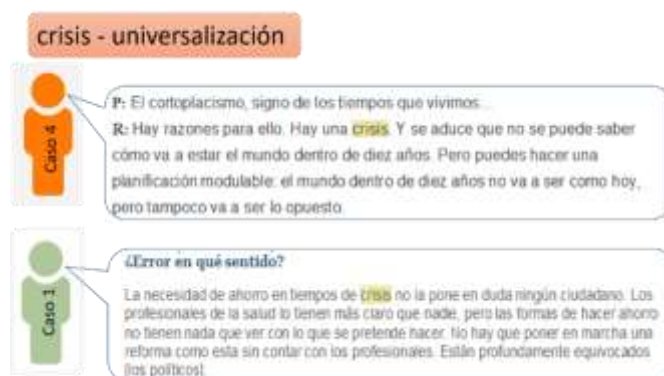 crisis - universalización
Caso 4
P: El cortoplacismo, signo de los tiempos que vivimos...
R: Hay razones para ello. Hay una crisis. Y se aduce que no se puede saber
cómo va a estar el mundo dentro de diez años. Pero puedes hacer una
planificación modulable: el mundo dentro de diez años no va a ser como hoy,
pero tampoco va a ser lo opuesto.
Caso 1
¿Error en qué sentido?
La necesidad de ahorro en tiempos de crisis no la pone en duda ningún ciudadano. Los
profesionales de la salud lo tienen más claro que nadie, pero las formas de hacer ahorro
no tienen nada que ver con lo que se pretende hacer. No hay que poner en marcha una
reforma como esta sin contar con los profesionales. Están profundamente equivocados
(los políticos)